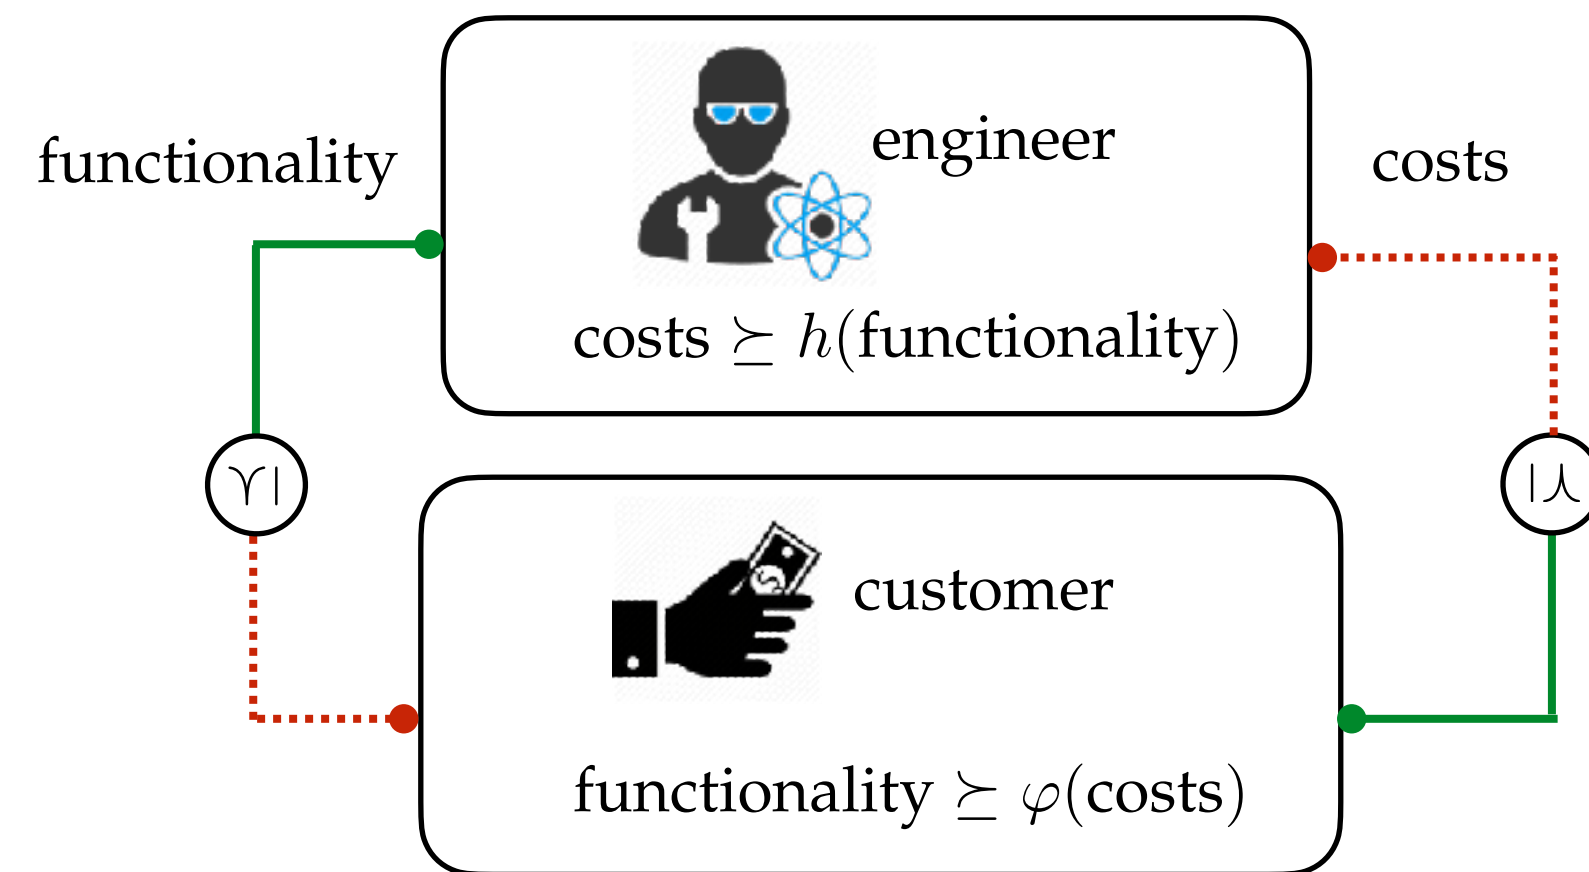 engineer
functionality
costs
costs ⪰ h(functionality)
⪰
⪯
$
customer
functionality ⪰ φ(costs)